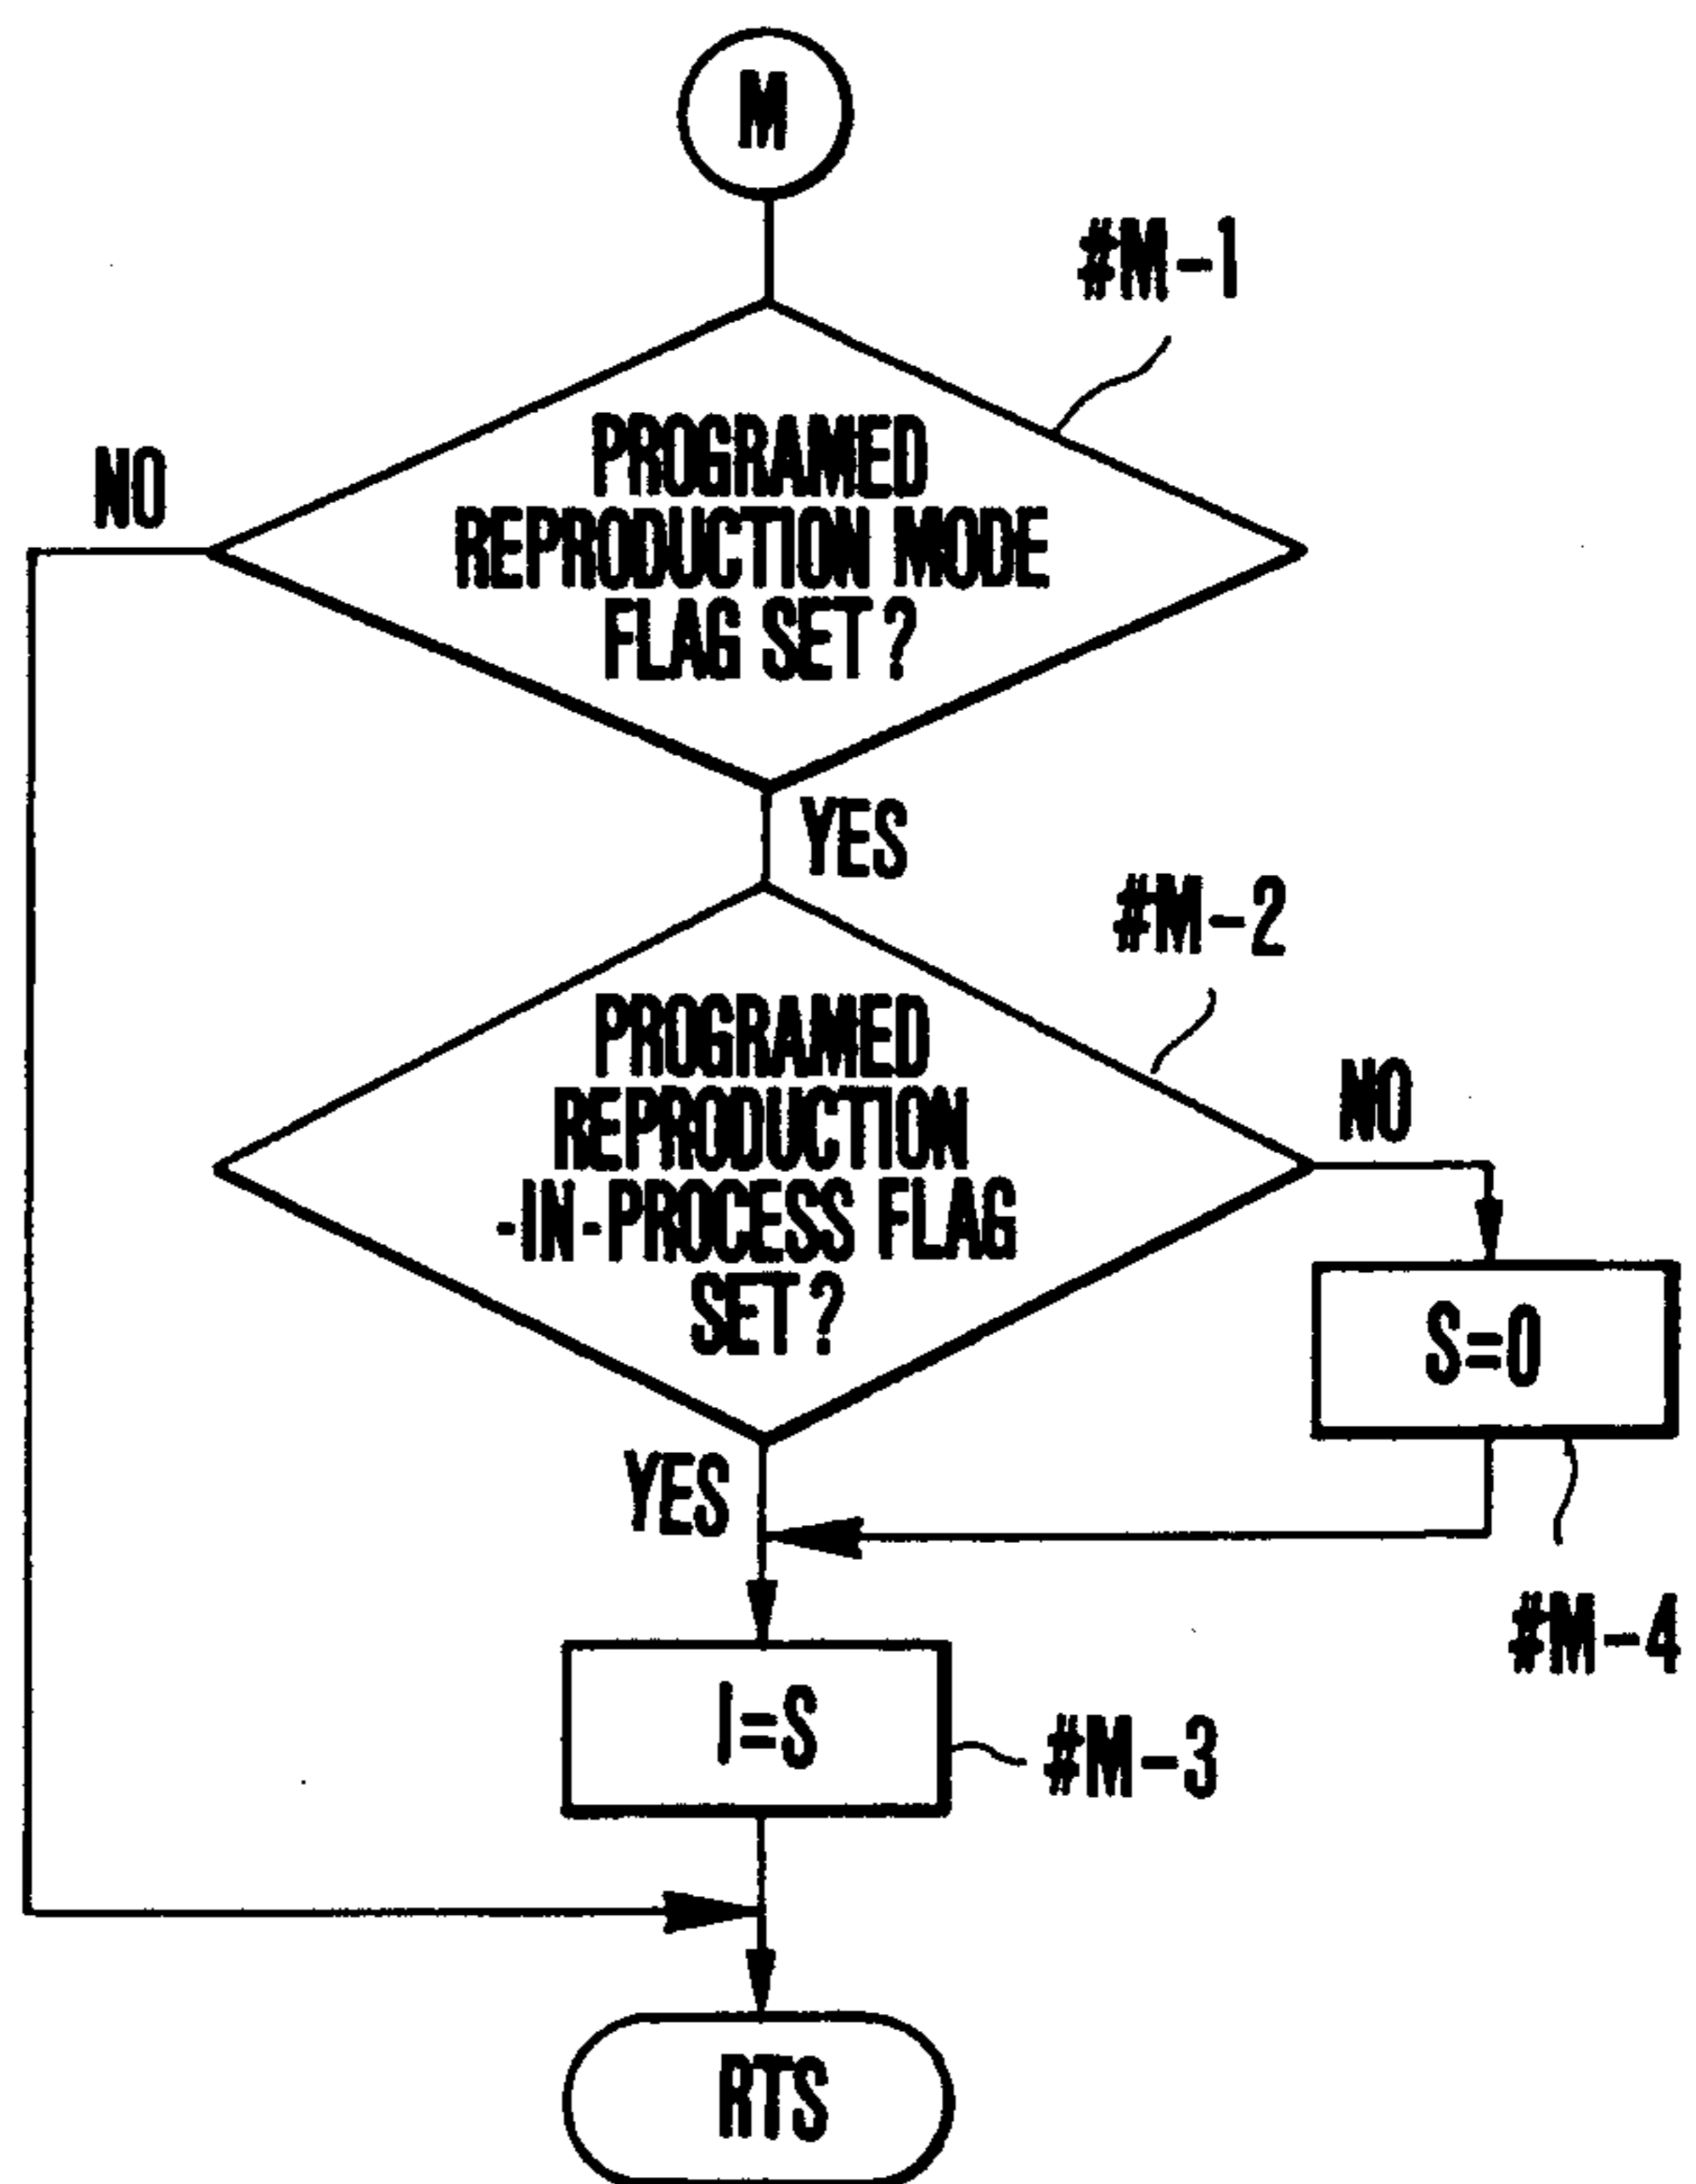 M
#M-1
PROGRAMED
REPRODUCTION MODE
FLAG SET?
NO
YES
#M-2
PROGRAMED
REPRODUCTION
-IN-PROCESS FLAG
SET?
NO
S=0
YES
#M-4
I=S
#M-3
RTS